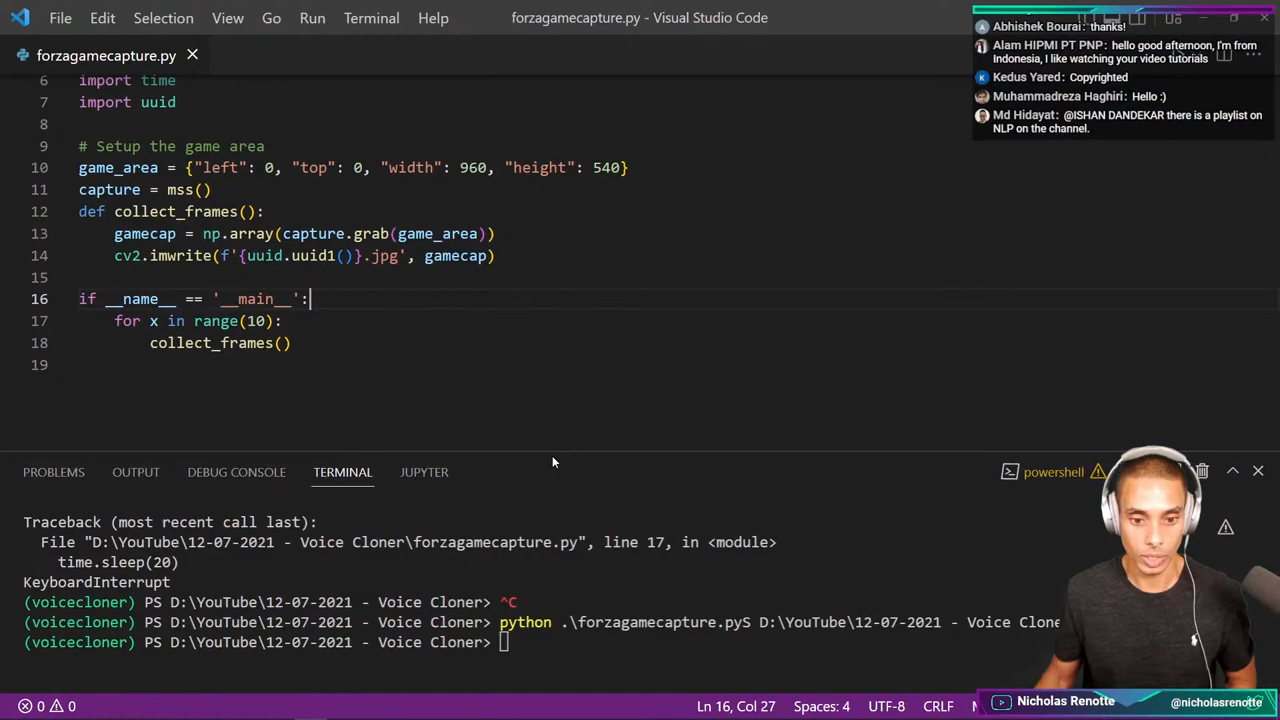 File Edit Selection View Go Run Terminal Help forzagamecapture.py - Visual Studio Code
forzagamecapture.py
6 import time
7 import uuid
8
9 # Setup the game area
10 game_area = {"left": 0, "top": 0, "width": 960, "height": 540}
11 capture = mss()
12 def collect_frames():
13 gamecap = np.array(capture.grab(game_area))
14 cv2.imwrite(f'{uuid.uuid1()}.jpg', gamecap)
15
16 if __name__ == '__main__':
17 for x in range(10):
18 collect_frames()
19
A Abhishek Bourai: thanks!
Alam HIPMI PT PNP: hello good afternoon, I'm from
Indonesia, I like watching your video tutorials
K Kedus Yared: Copyrighted
Muhammadreza Haghiri: Hello :)
Md Hidayat: @ISHAN DANDEKAR there is a playlist on
NLP on the channel.
PROBLEMS OUTPUT DEBUG CONSOLE TERMINAL JUPYTER powershell
Traceback (most recent call last):
File "D:\YouTube\12-07-2021 - Voice Cloner\forzagamecapture.py", line 17, in <module>
time.sleep(20)
KeyboardInterrupt
(voicecloner) PS D:\YouTube\12-07-2021 - Voice Cloner> ^C
(voicecloner) PS D:\YouTube\12-07-2021 - Voice Cloner> python .\forzagamecapture.pyS D:\YouTube\12-07-2021 - Voice Clone
(voicecloner) PS D:\YouTube\12-07-2021 - Voice Cloner>
0 0 Ln 16, Col 27 Spaces: 4 UTF-8 CRLF
Nicholas Renotte @nicholasrenotte